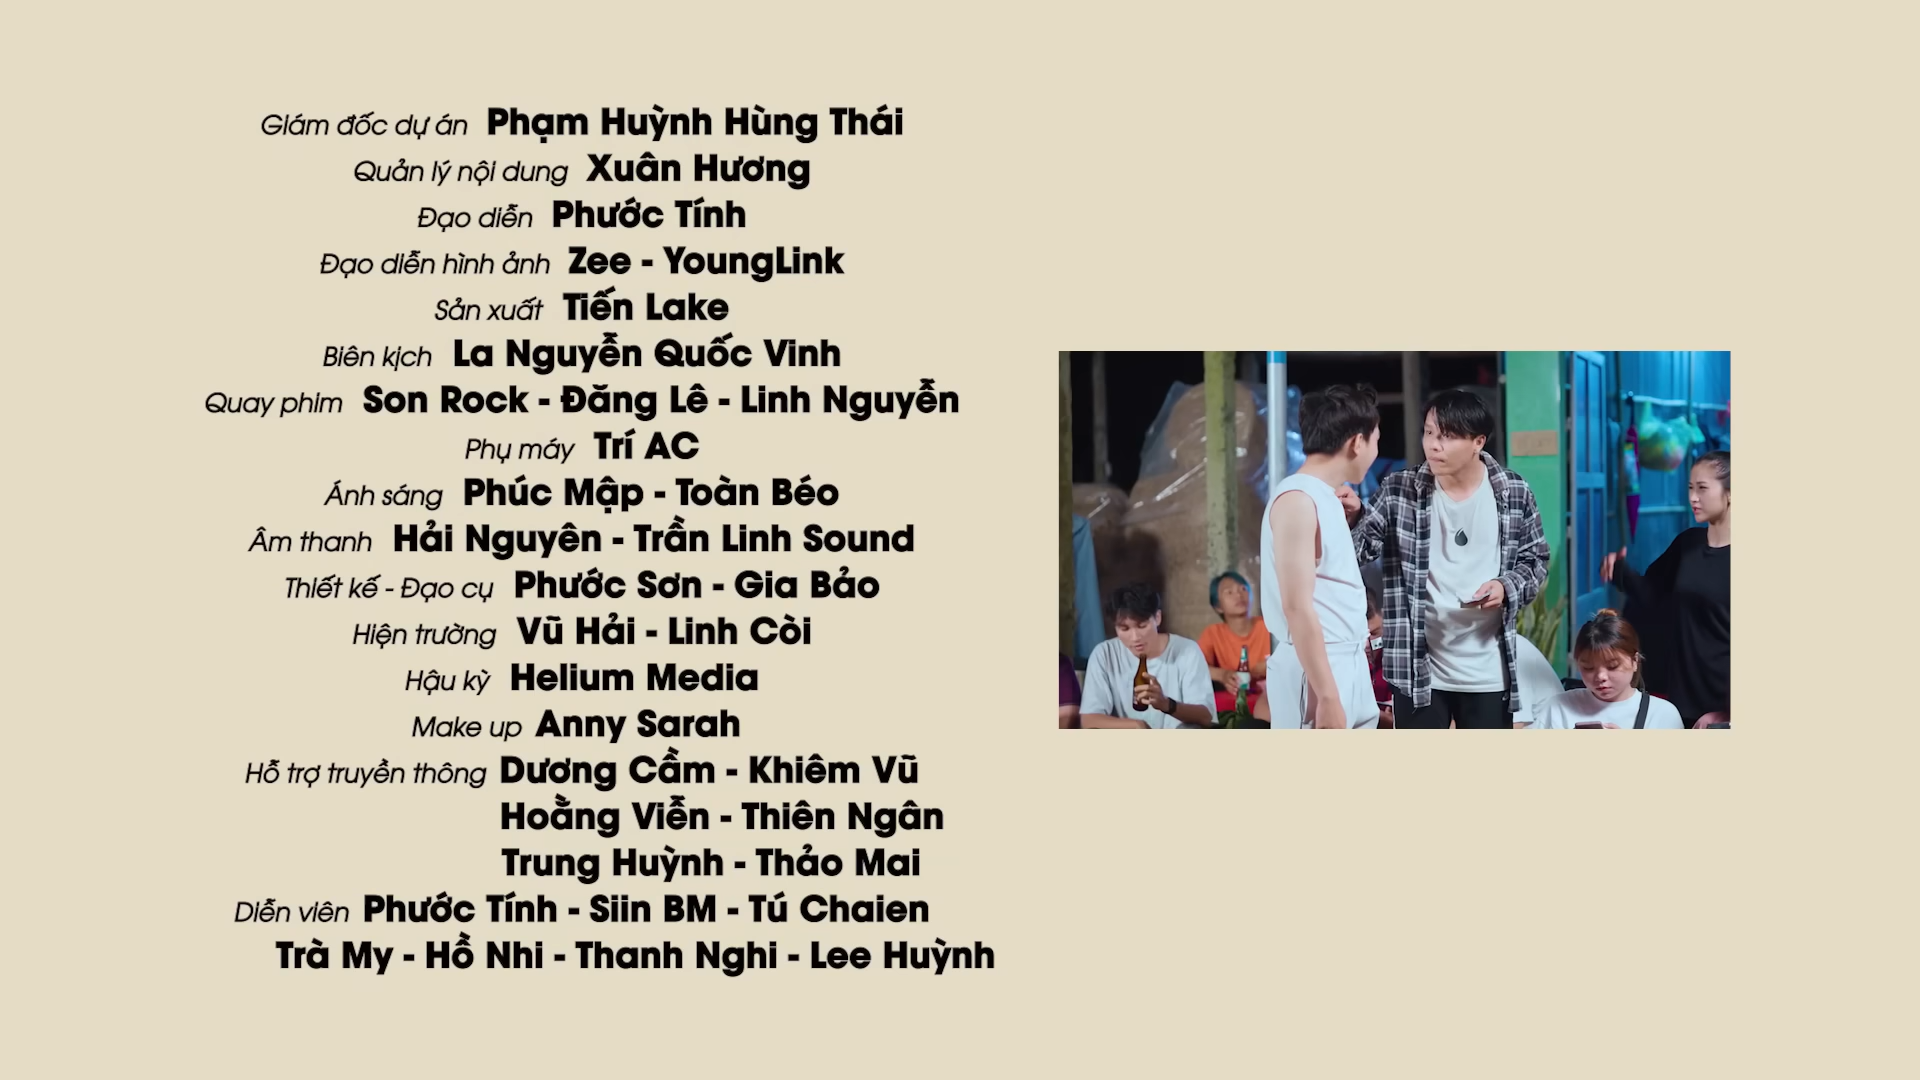 Giám đốc dự án Phạm Huỳnh Hùng Thái
Quản lý nội dung Xuân Hương
Đạo diễn Phước Tính
Đạo diễn hình ảnh Zee - YoungLink
Sản xuất Tiến Lake
Biên kịch La Nguyễn Quốc Vinh
Quay phim Son Rock - Đăng Lê - Linh Nguyễn
Phụ máy Trí AC
Ánh sáng Phúc Mập - Toàn Béo
Âm thanh Hải Nguyên - Trần Linh Sound
Thiết kế - Đạo cụ Phước Sơn - Gia Bảo
Hiện trường Vũ Hải - Linh Còi
Hậu kỳ Helium Media
Make up Anny Sarah
Hỗ trợ truyền thông Dương Cầm - Khiêm Vũ
Hoằng Viễn - Thiên Ngân
Trung Huỳnh - Thảo Mai
Diễn viên Phước Tính - Siin BM - Tú Chaien
Trà My - Hồ Nhi - Thanh Nghi - Lee Huỳnh